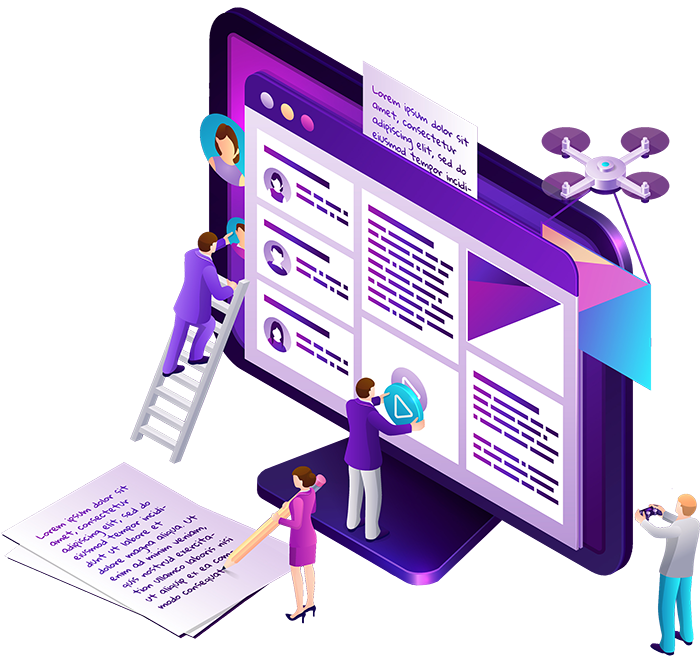 Lorem ipsum dolor sit
amet, consectetur
adipiscing elit, sed do
eiusmod tempor incidi-
Lorem ipsum dolor sit
amet, consectetur
adipiscing elit, sed do
eiusmod tempor incidi-
dunt ut labore et
dolore magna aliqua. Ut
enim ad minim veniam,
quis nostrud exercita
tion ullamco laboris nisi
ut aliquip ex ea com-
modo consequat